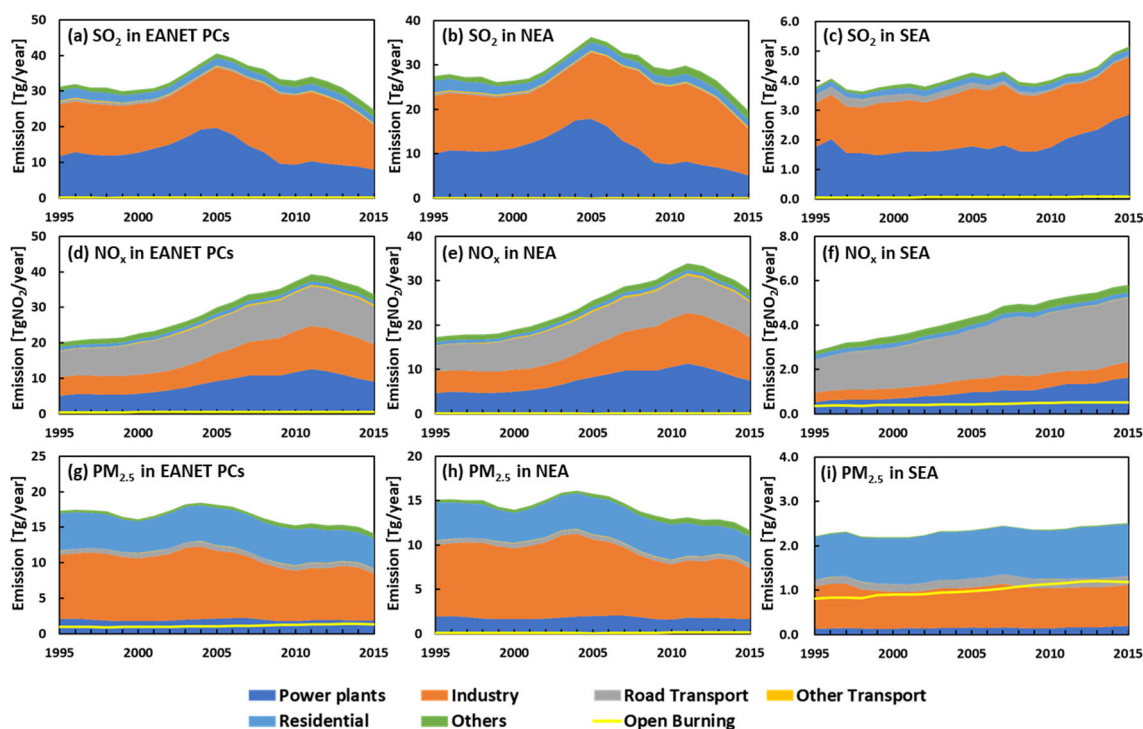 (a) SO2 in EANET PCs
Emission [Tg/year]
50
40
30
20
10
0
1995 2000 2005 2010 2015
(b) SO2 in NEA
Emission [Tg/year]
40
30
20
10
0
1995 2000 2005 2010 2015
(c) SO2 in SEA
Emission [Tg/year]
6.0
5.0
4.0
3.0
2.0
1.0
0.0
1995 2000 2005 2010 2015
(d) NOx in EANET PCs
Emission [TgNO2/year]
50
40
30
20
10
0
1995 2000 2005 2010 2015
(e) NOx in NEA
Emission [TgNO2/year]
40
30
20
10
0
1995 2000 2005 2010 2015
(f) NOx in SEA
Emission [TgNO2/year]
8.0
6.0
4.0
2.0
0.0
1995 2000 2005 2010 2015
(g) PM2.5 in EANET PCs
Emission [Tg/year]
25
20
15
10
5
0
1995 2000 2005 2010 2015
(h) PM2.5 in NEA
Emission [Tg/year]
20
15
10
5
0
1995 2000 2005 2010 2015
(i) PM2.5 in SEA
Emission [Tg/year]
4.0
3.0
2.0
1.0
0.0
1995 2000 2005 2010 2015
Power plants Industry Road Transport Other Transport
Residential Others Open Burning